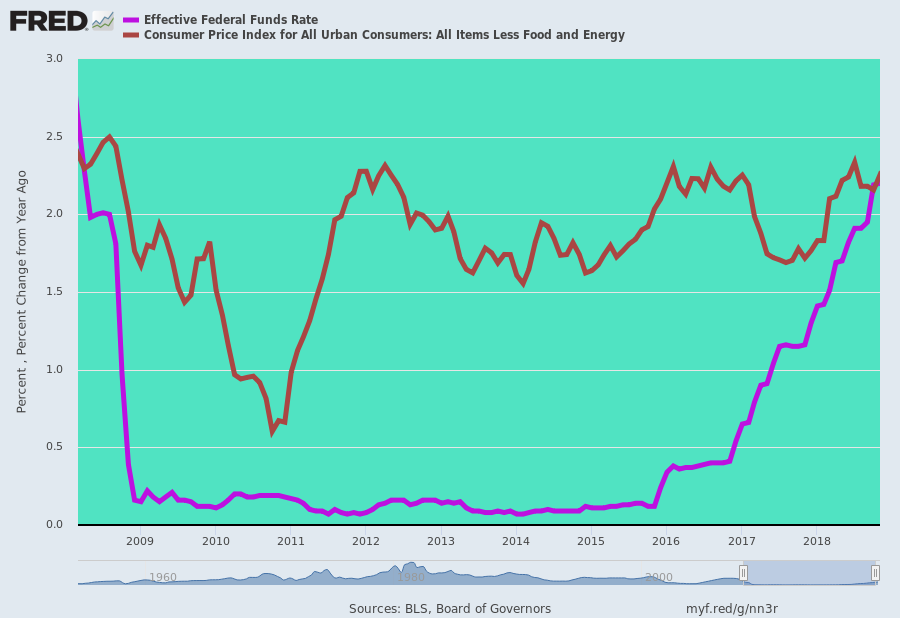 FRED
Effective Federal Funds Rate
Consumer Price Index for All Urban Consumers: All Items Less Food and Energy
Percent , Percent Change from Year Ago
3.0
2.5
2.0
1.5
1.0
0.5
0.0
2009 2010 2011 2012 2013 2014 2015 2016 2017 2018
1960 1980 2000
Sources: BLS, Board of Governors myf.red/g/nn3r